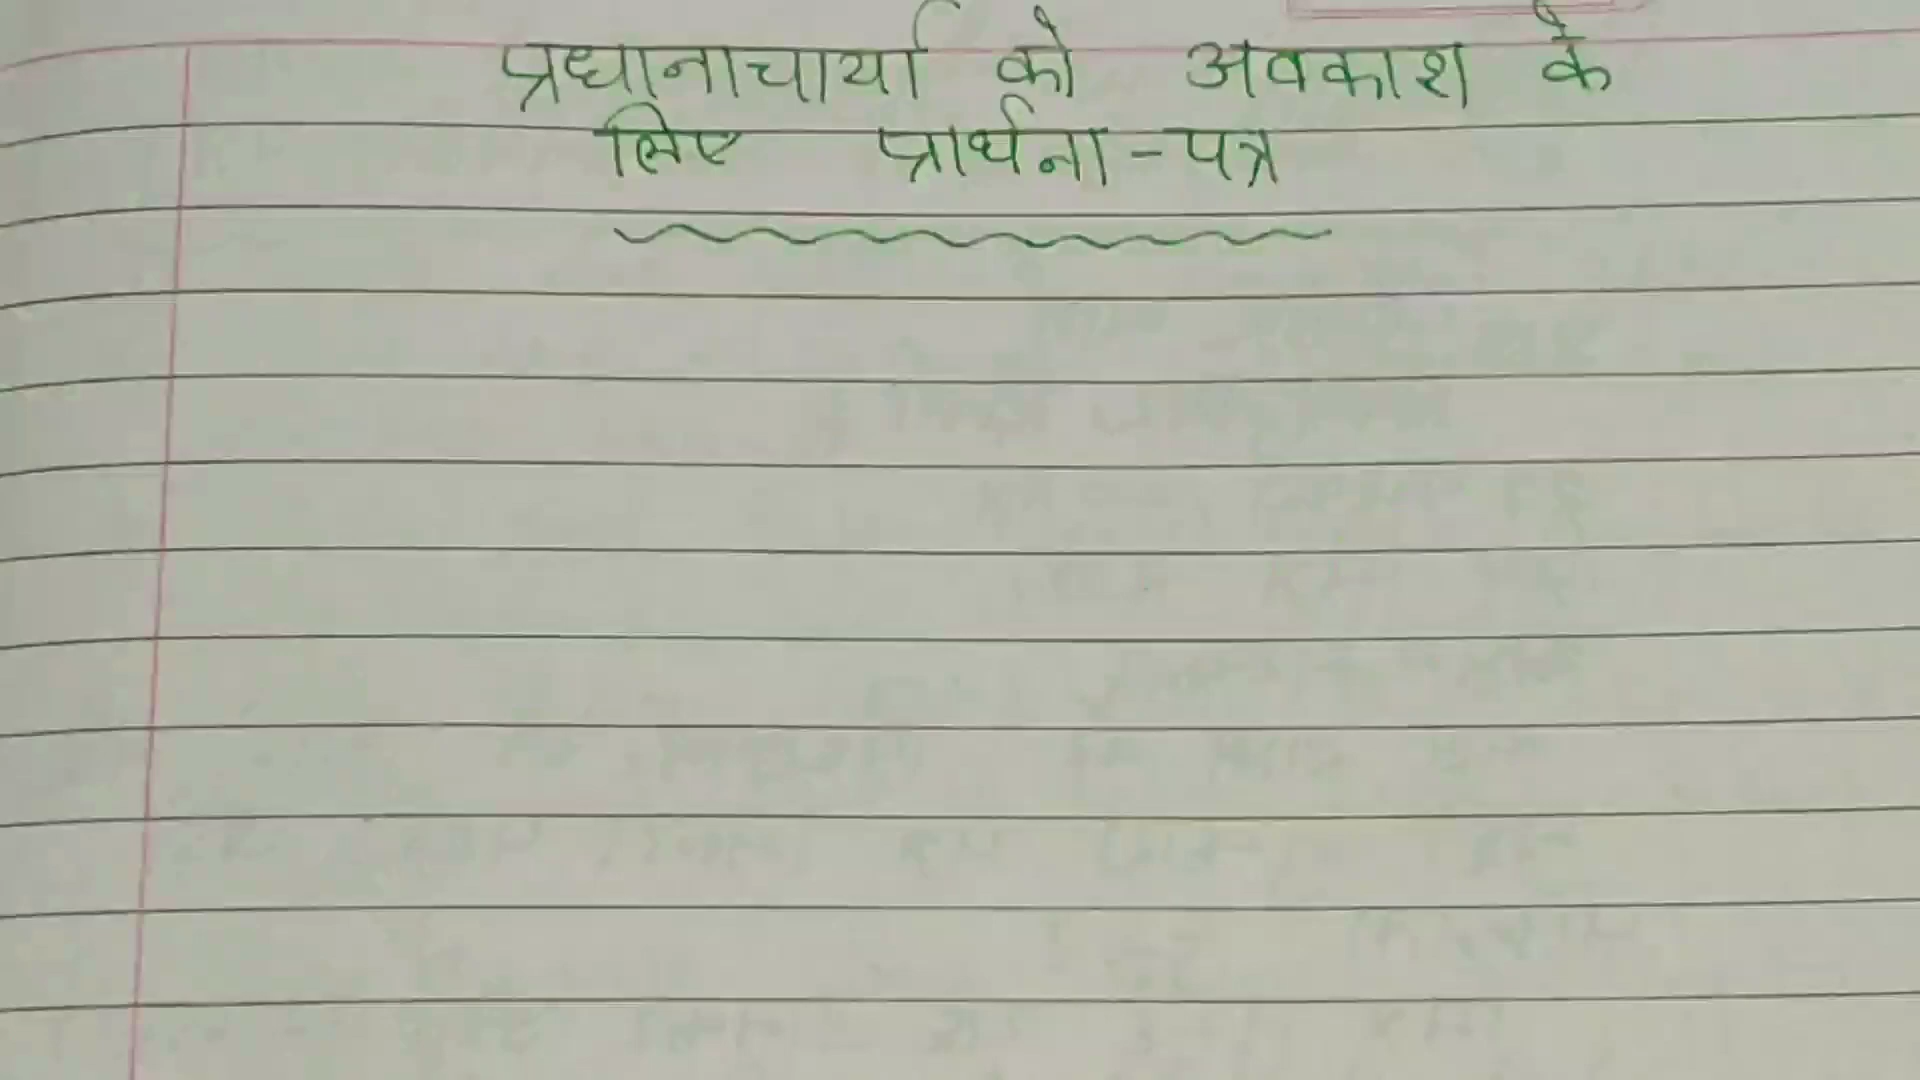 प्रधानाचार्या को अवकाश के
लिए प्रार्थना-पत्र